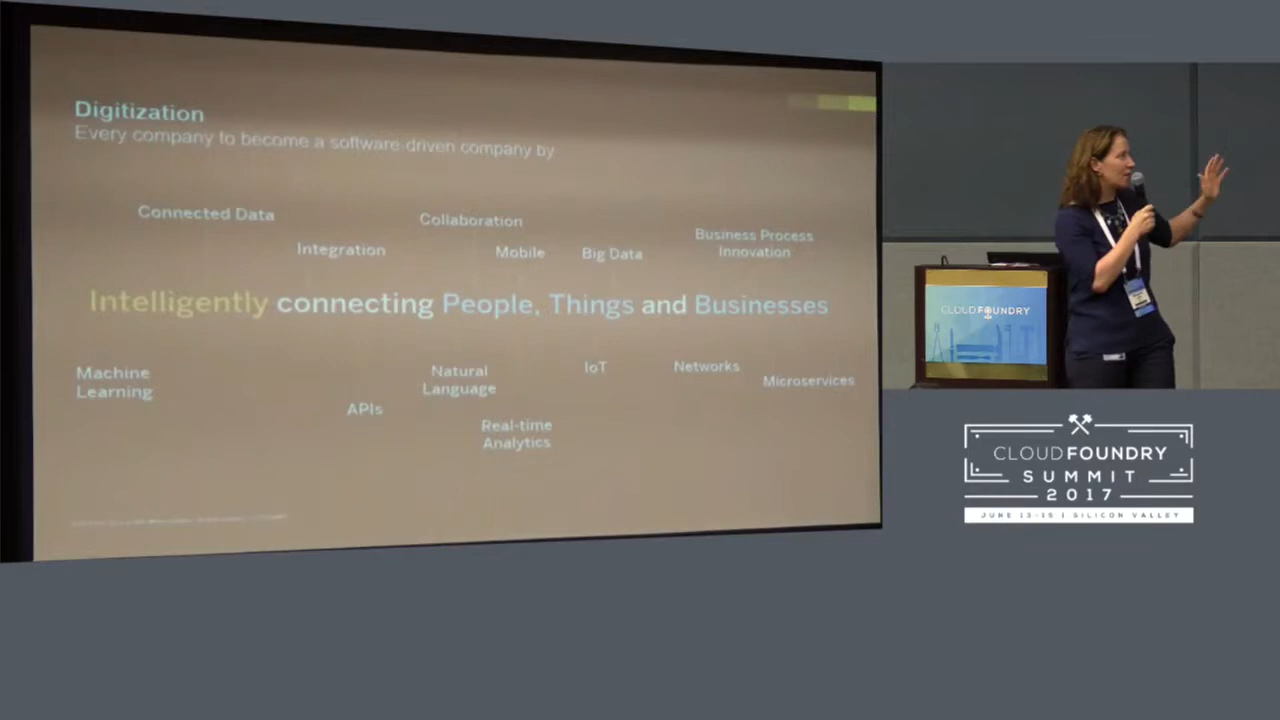 Digitization
Every company to become a software-driven company by
Connected Data
Collaboration
Integration
Mobile
Big Data
Business Process
Innovation
Intelligently connecting People, Things and Businesses
Machine
Learning
APIs
Natural
Language
Real-time
Analytics
IoT
Networks
Microservices
CLOUDFOUNDRY
CLOUDFOUNDRY
SUMMIT
2017
JUNE 13-15 | SILICON VALLEY